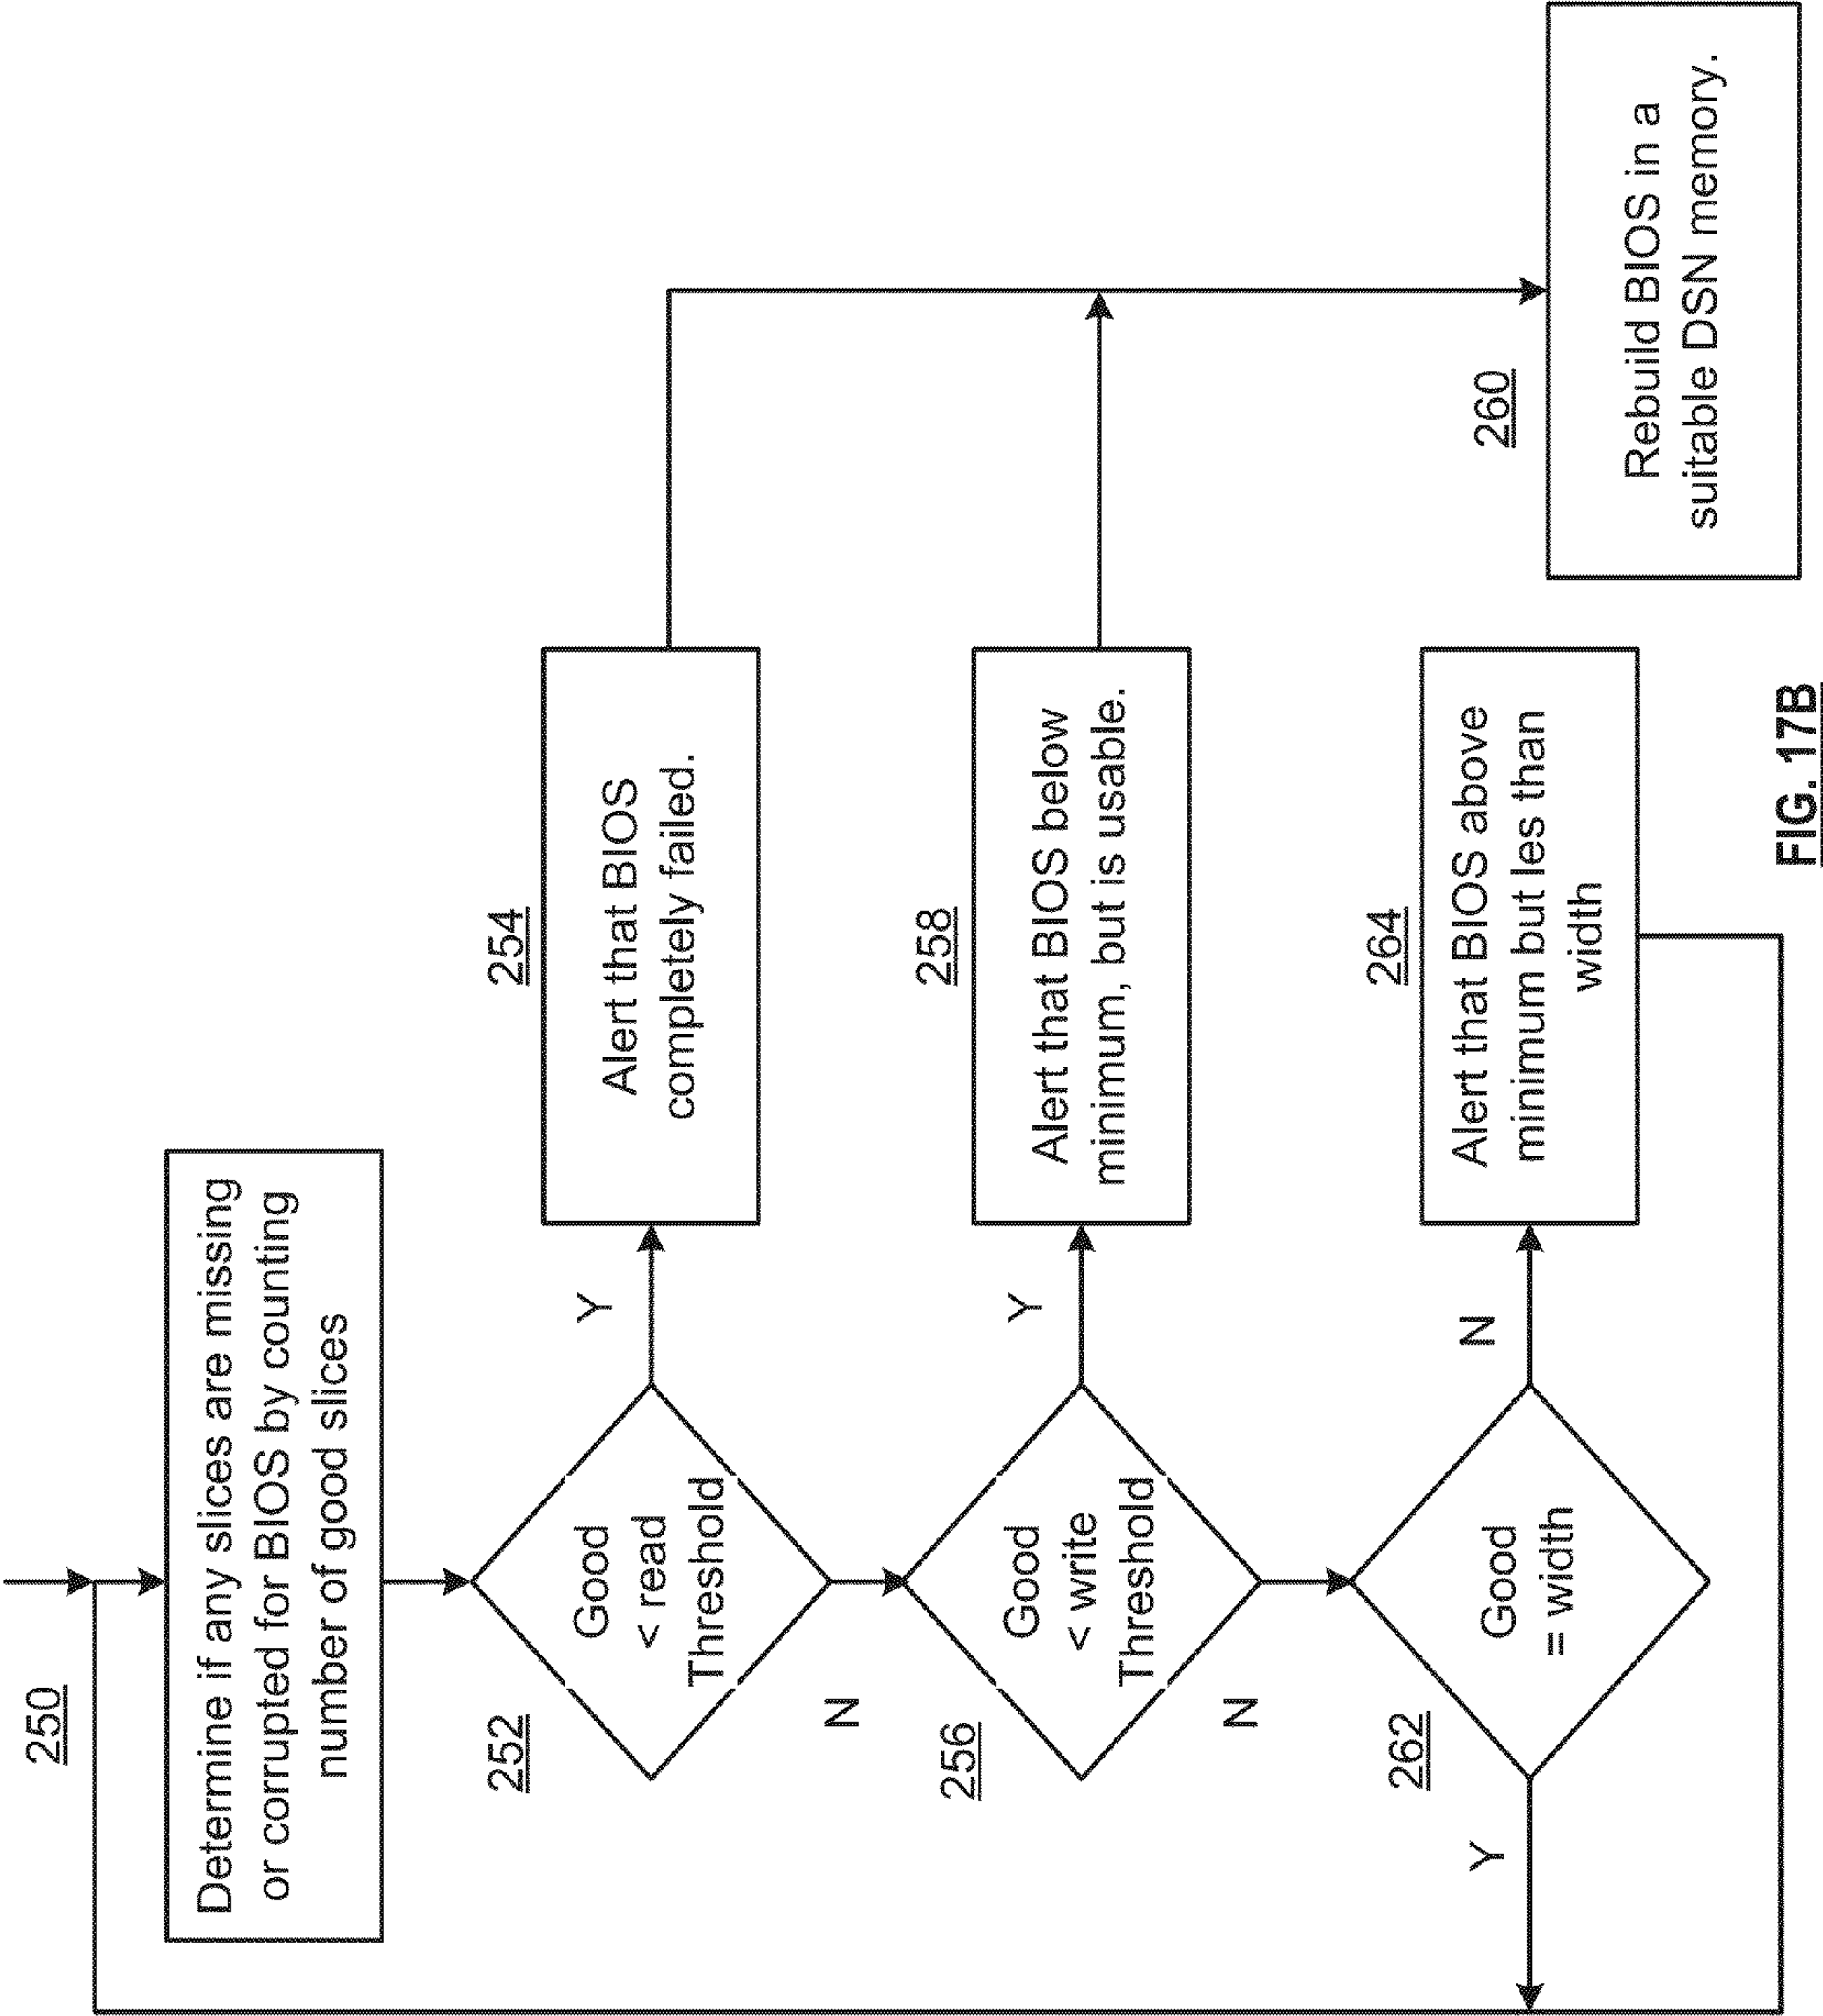 250
Determine if any slices are missing
or corrupted for BIOS by counting
number of good slices
252
Good
< read
Threshold
Y
N
254
Alert that BIOS
completely failed.
256
Good
< write
Threshold
Y
N
258
Alert that BIOS below
minimum, but is usable.
262
Good
= width
Y
N
264
Alert that BIOS above
minimum but less than
width
260
Rebuild BIOS in a
suitable DSN memory.
FIG. 17B